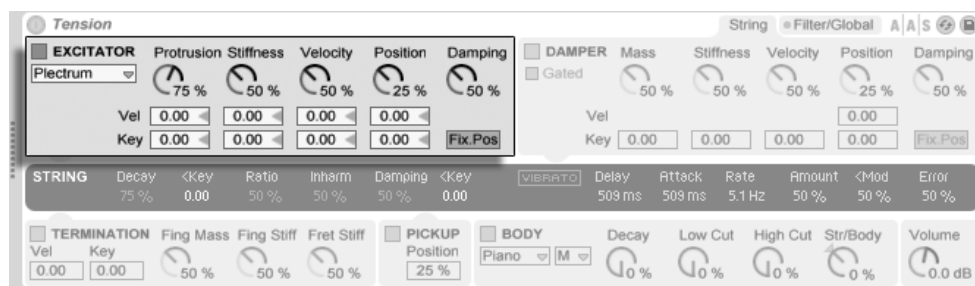 Tension String Filter/Global A A S
EXCITATOR Protrusion Stiffness Velocity Position Damping
Plectrum 75 % 50 % 50 % 25 % 50 %
Vel 0.00 0.00 0.00 0.00
Key 0.00 0.00 0.00 0.00 Fix.Pos
DAMPER Mass Stiffness Velocity Position Damping
Gated 50 % 50 % 50 % 25 % 50 %
Vel 0.00
Key 0.00 0.00 0.00 0.00 Fix.Pos
STRING Decay <Key Ratio Inharm Damping <Key VIBRATO Delay Attack Rate Amount <Mod Error
75 % 0.00 50 % 50 % 50 % 0.00 509 ms 509 ms 5.1 Hz 50 % 50 % 50 %
TERMINATION Fing Mass Fing Stiff Fret Stiff
Vel Key
0.00 0.00 50 % 50 % 50 %
PICKUP
Position
25 %
BODY Decay Low Cut High Cut Str/Body Volume
Piano M 0 % 0 % 0 % 0 % 0.0 dB